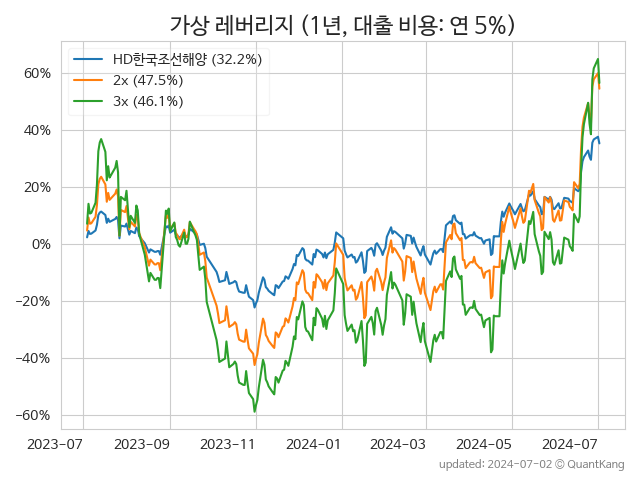 가상 레버리지 (1년, 대출 비용: 연 5%)
HD한국조선해양 (32.2%)
2x (47.5%)
3x (46.1%)
60%
40%
20%
0%
−20%
−40%
−60%
2023-07 2023-09 2023-11 2024-01 2024-03 2024-05 2024-07
updated: 2024-07-02 © QuantKang